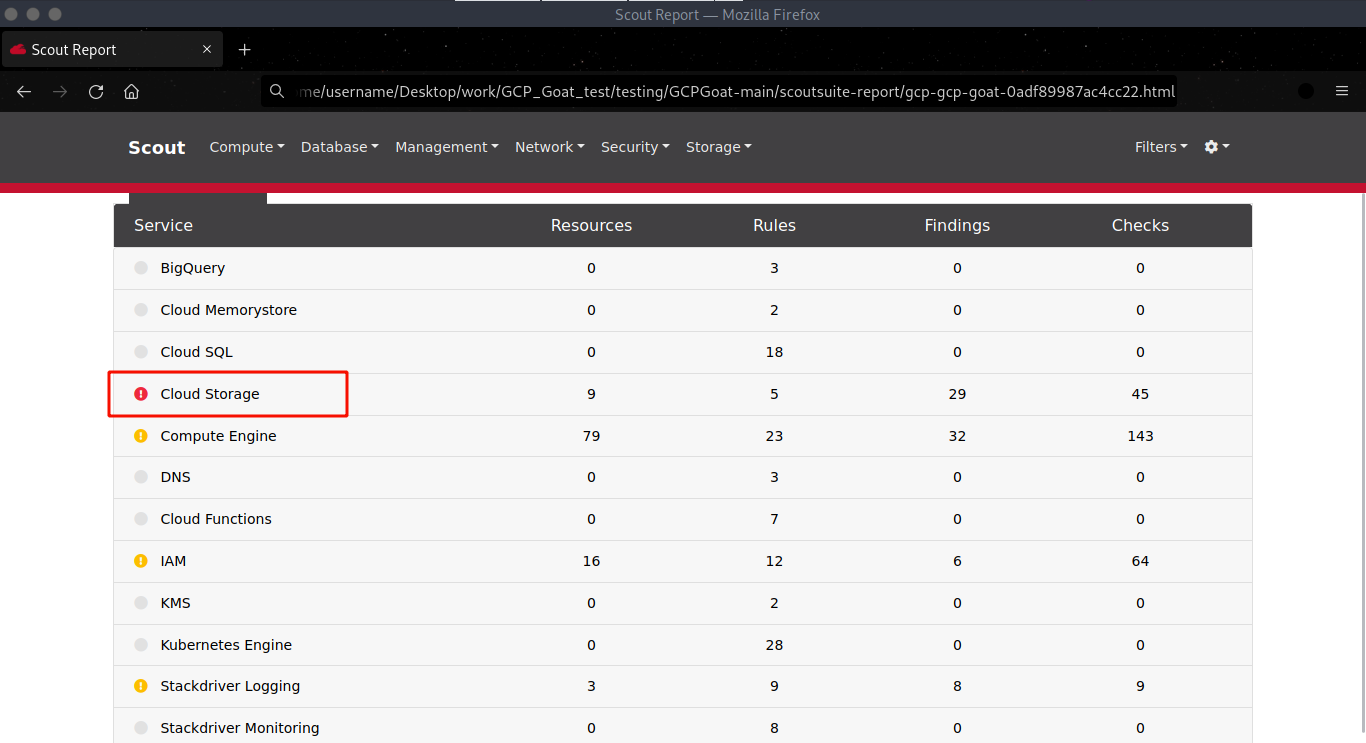 Scout Report — Mozilla Firefox
Scout Report
me/username/Desktop/work/GCP_Goat_test/testing/GCPGoat-main/scoutsuite-report/gcp-gcp-goat-0adf89987ac4cc22.html
Scout Compute Database Management Network Security Storage Filters
Service Resources Rules Findings Checks
BigQuery 0 3 0 0
Cloud Memorystore 0 2 0 0
Cloud SQL 0 18 0 0
Cloud Storage 9 5 29 45
Compute Engine 79 23 32 143
DNS 0 3 0 0
Cloud Functions 0 7 0 0
IAM 16 12 6 64
KMS 0 2 0 0
Kubernetes Engine 0 28 0 0
Stackdriver Logging 3 9 8 9
Stackdriver Monitoring 0 8 0 0